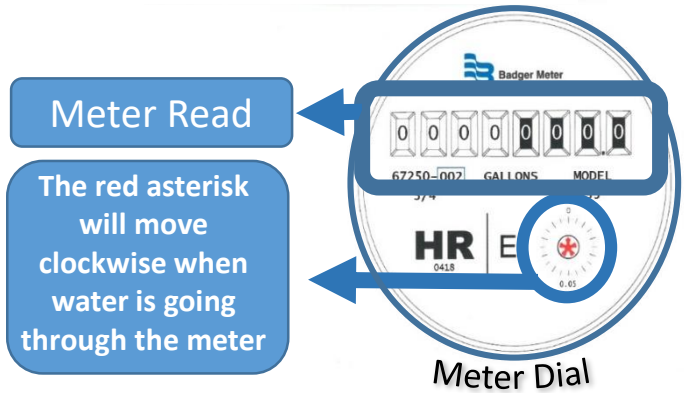 Badger Meter
Meter Read
0 0 0 0 0 0 0.0
67250-002 GALLONS MODEL
3/4
The red asterisk
will move
clockwise when
water is going
through the meter
HR E
0418
0
0.05
Meter Dial